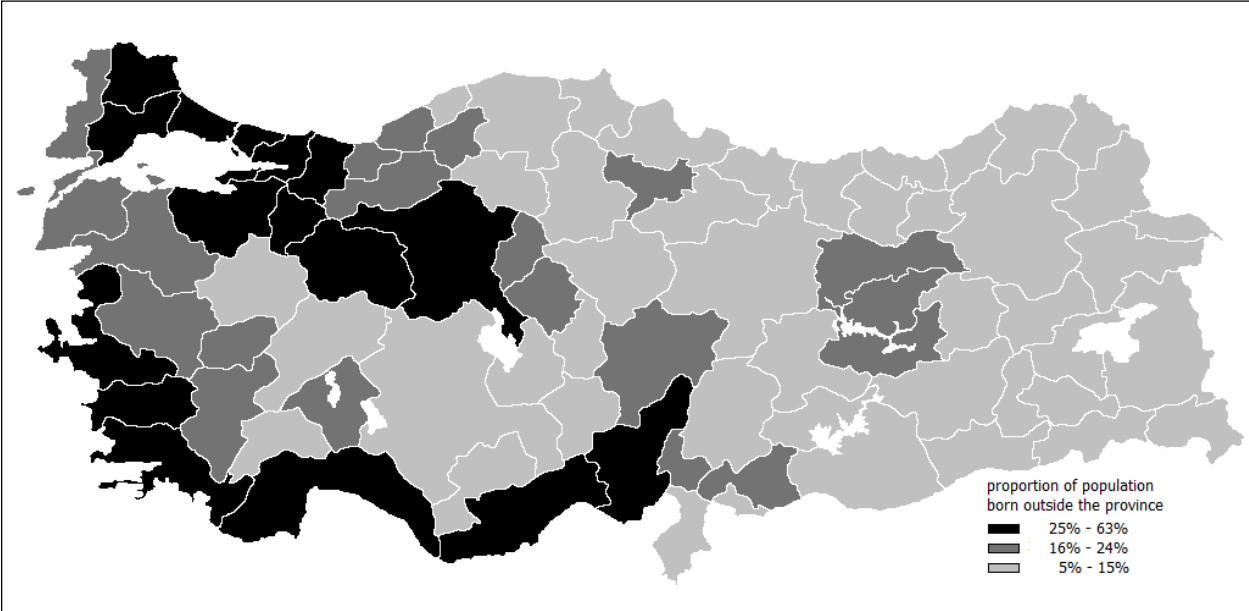 proportion of population
born outside the province
25% - 63%
16% - 24%
5% - 15%